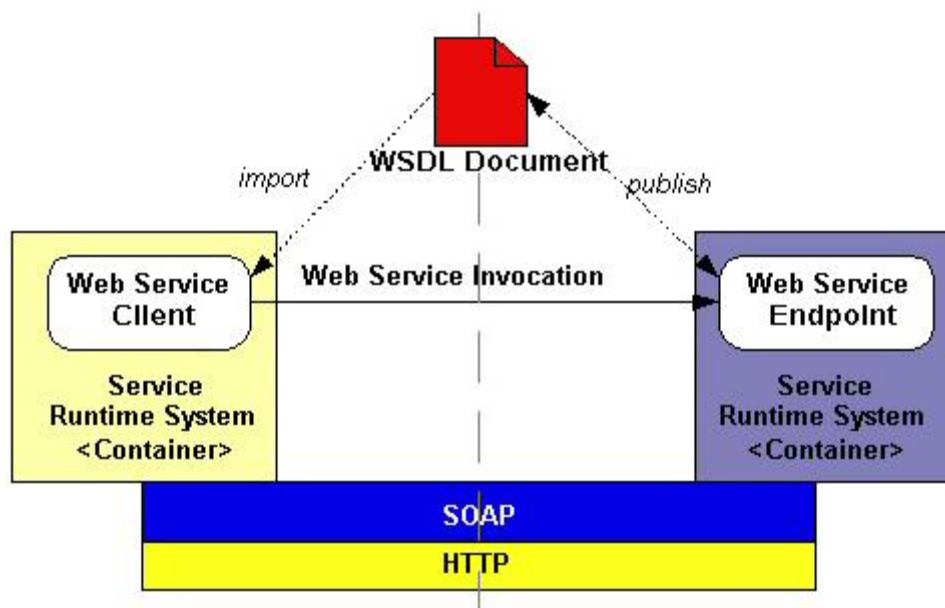 WSDL Document
import
publish
Web Service
Client
Web Service Invocation
Web Service
Endpoint
Service
Runtime System
<Container>
Service
Runtime System
<Container>
SOAP
HTTP